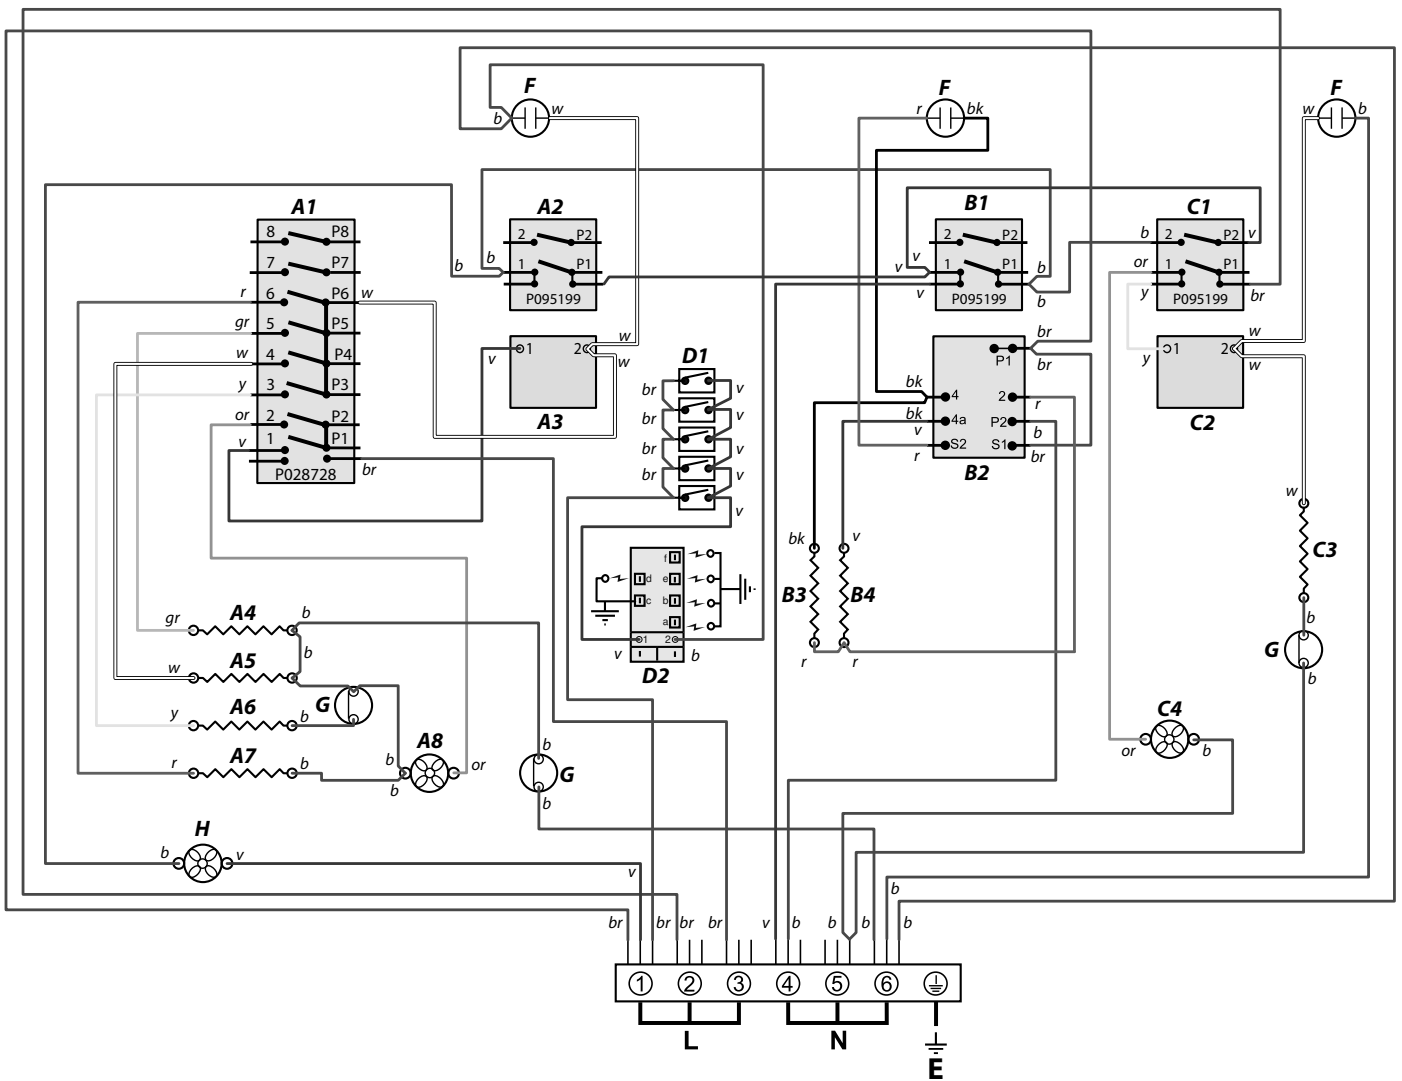 F
b
w
F
r
bk
F
w
b
A1
8
P8
7
P7
r
6
P6
w
gr
5
P5
w
4
P4
y
3
P3
or
2
P2
v
1
P1
P028728
br
A2
b
b
2
P2
1
P1
P095199
B1
v
v
v
2
P2
1
P1
b
b
P095199
C1
b
2
P2
v
or
1
P1
y
P095199
br
v
1
2
w
w
A3
D1
br
v
br
v
br
v
br
v
v
br
P1
br
bk
4
2
r
bk
4a
P2
v
b
S2
S1
r
br
B2
w
y
1
2
w
C2
f
d
e
c
b
a
1
2
v
b
D2
bk
v
B3
B4
r
r
w
C3
b
G
b
A4
gr
b
b
A5
w
G
A6
y
b
A7
r
b
A8
b
b
or
b
G
b
C4
or
b
H
b
v
v
br
br
br
br
v
b
b
b
b
b
1
2
3
4
5
6
L
N
E